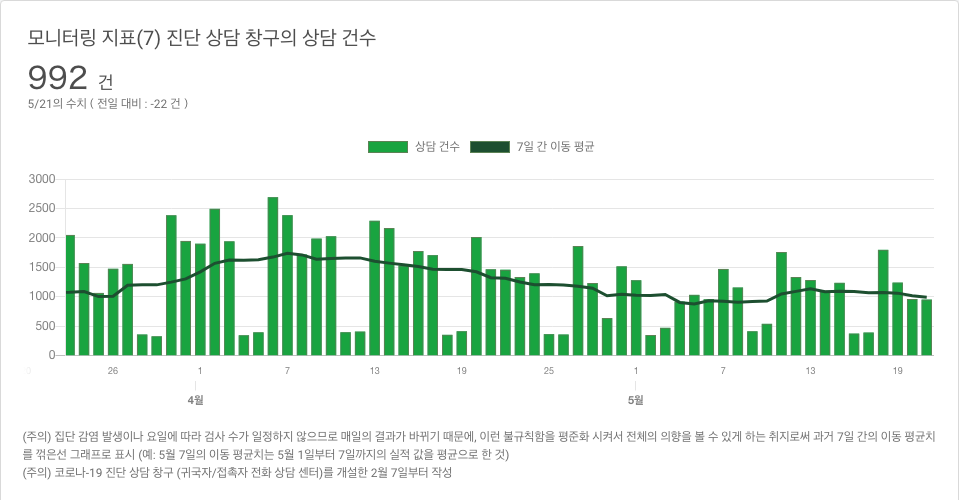 모니터링 지표(7) 진단 상담 창구의 상담 건수
992 건
5/21의 수치 ( 전일 대비 : -22 건 )
상담 건수 7일 간 이동 평균
3000
2500
2000
1500
1000
500
0
26 1 7 13 19 25 1 7 13 19
4월 5월
(주의) 집단 감염 발생이나 요일에 따라 검사 수가 일정하지 않으므로 매일의 결과가 바뀌기 때문에, 이런 불규칙함을 평준화 시켜서 전체의 의향을 볼 수 있게 하는 취지로써 과거 7일 간의 이동 평균치
를 꺾은선 그래프로 표시 (예: 5월 7일의 이동 평균치는 5월 1일부터 7일까지의 실적 값을 평균으로 한 것)
(주의) 코로나-19 진단 상담 창구 (귀국자/접촉자 전화 상담 센터)를 개설한 2월 7일부터 작성